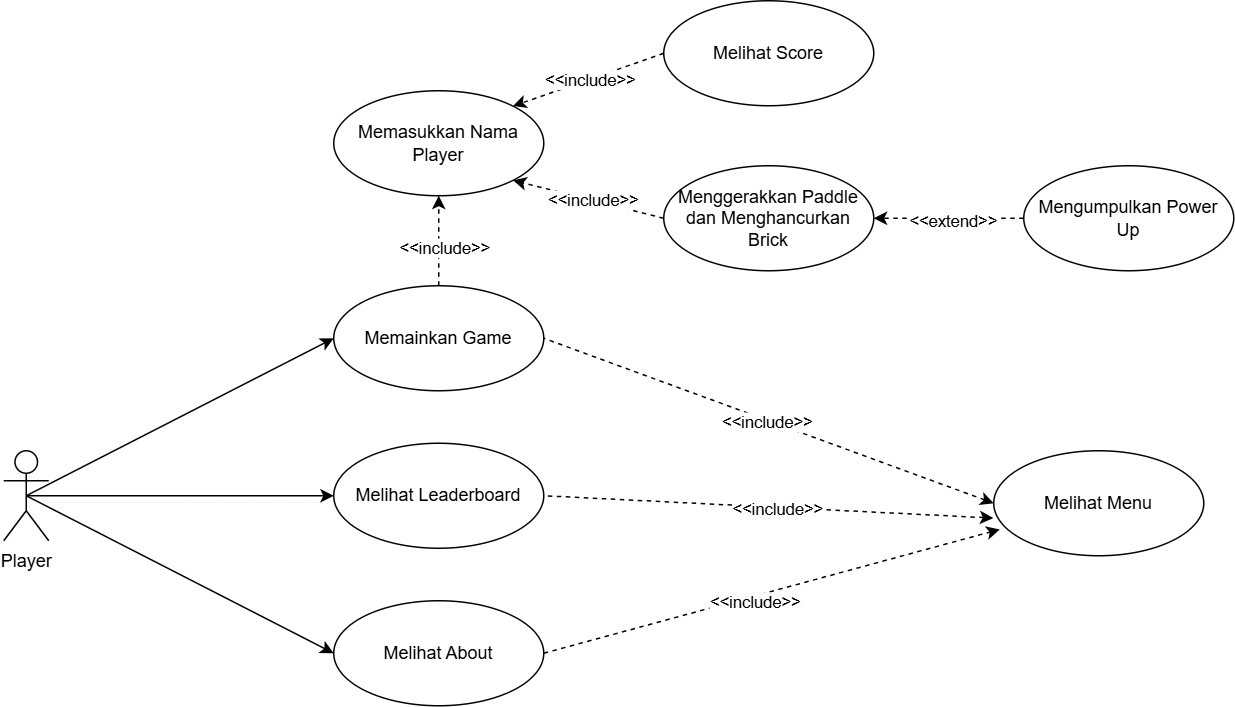 Melihat Score
<<include>>
Memasukkan Nama
Player
<<include>>
Menggerakkan Paddle
dan Menghancurkan
Brick
<<extend>>
Mengumpulkan Power
Up
<<include>>
Memainkan Game
<<include>>
Melihat Leaderboard
<<include>>
Melihat Menu
Player
<<include>>
Melihat About